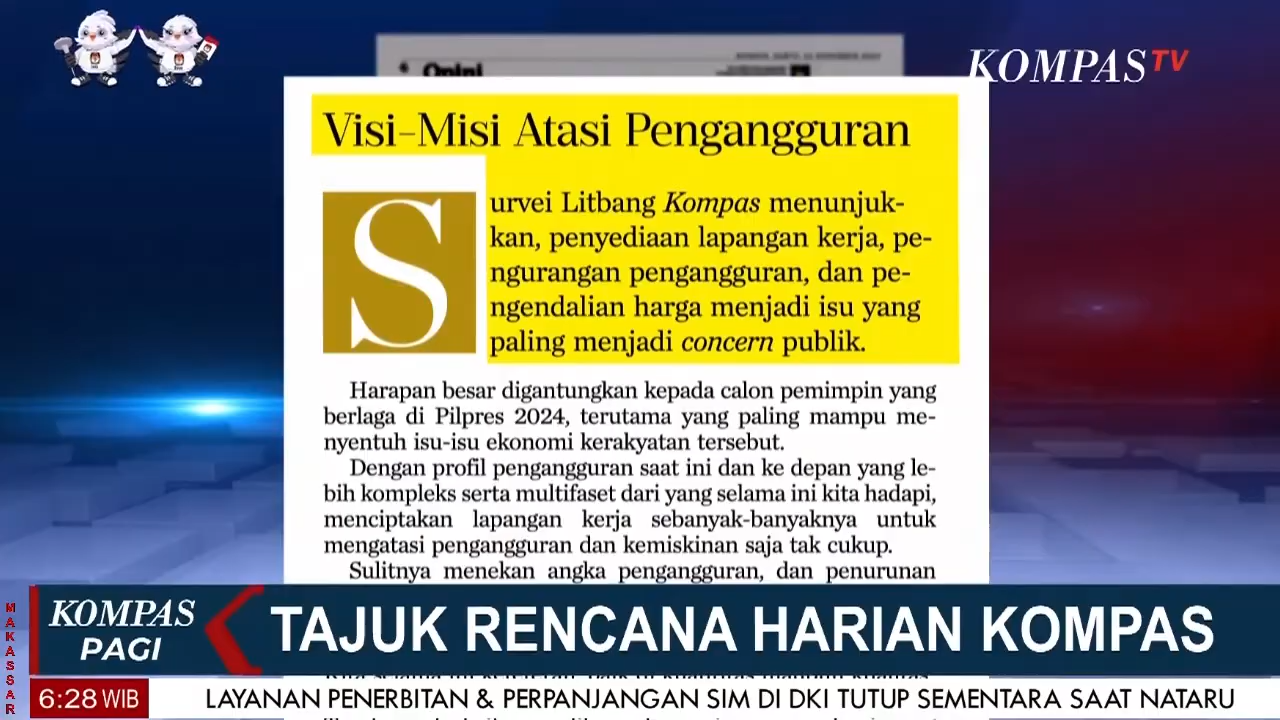 KOMPAS TV
Opini
Visi-Misi Atasi Pengangguran
Survei Litbang Kompas menunjuk-
kan, penyediaan lapangan kerja, pe-
ngurangan pengangguran, dan pe-
ngendalian harga menjadi isu yang
paling menjadi concern publik.
Harapan besar digantungkan kepada calon pemimpin yang
berlaga di Pilpres 2024, terutama yang paling mampu me-
nyentuh isu-isu ekonomi kerakyatan tersebut.
Dengan profil pengangguran saat ini dan ke depan yang le-
bih kompleks serta multifaset dari yang selama ini kita hadapi,
menciptakan lapangan kerja sebanyak-banyaknya untuk
mengatasi pengangguran dan kemiskinan saja tak cukup.
Sulitnya menekan angka pengangguran, dan penurunan
KOMPAS
PAGI
TAJUK RENCANA HARIAN KOMPAS
MAKASSAR
6:28 WIB
LAYANAN PENERBITAN & PERPANJANGAN SIM DI DKI TUTUP SEMENTARA SAAT NATARU